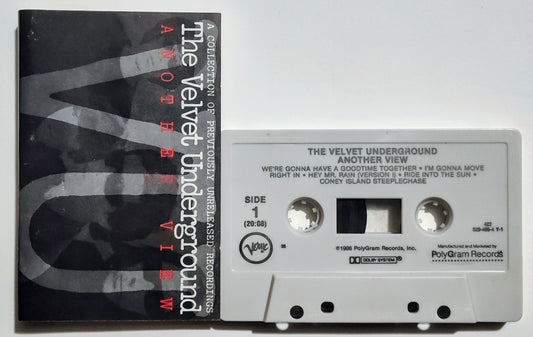 A COLLECTION OF PREVIOUSLY UNRELEASED RECORDINGS
The Velvet Underground
ANOTHER VIEW
VU
THE VELVET UNDERGROUND
ANOTHER VIEW
WE'RE GONNA HAVE A GOODTIME TOGETHER • I'M GONNA MOVE
RIGHT IN • HEY MR. RAIN (VERSION I) • RIDE INTO THE SUN •
CONEY ISLAND STEEPLECHASE
SIDE
1
(20:08)
Verve
©1986 PolyGram Records, Inc.
DOLBY SYSTEM
422
Manufactured and Marketed by
PolyGram Records